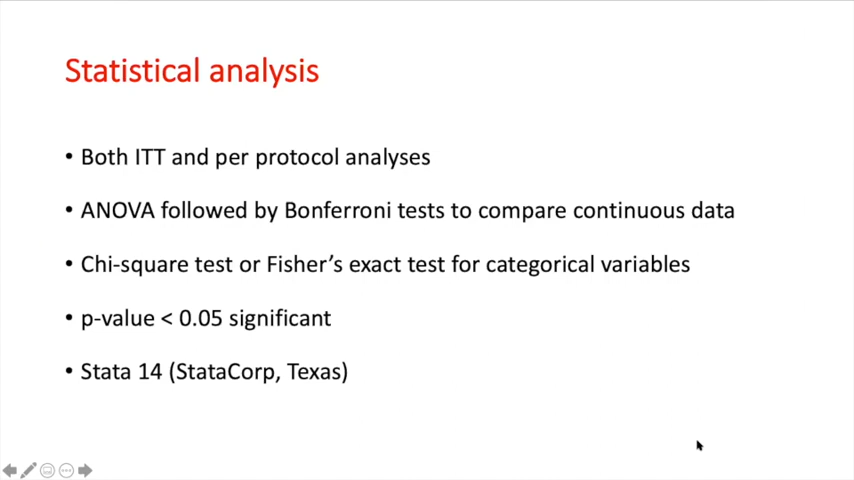 Statistical analysis
• Both ITT and per protocol analyses
• ANOVA followed by Bonferroni tests to compare continuous data
• Chi-square test or Fisher’s exact test for categorical variables
• p-value < 0.05 significant
• Stata 14 (StataCorp, Texas)